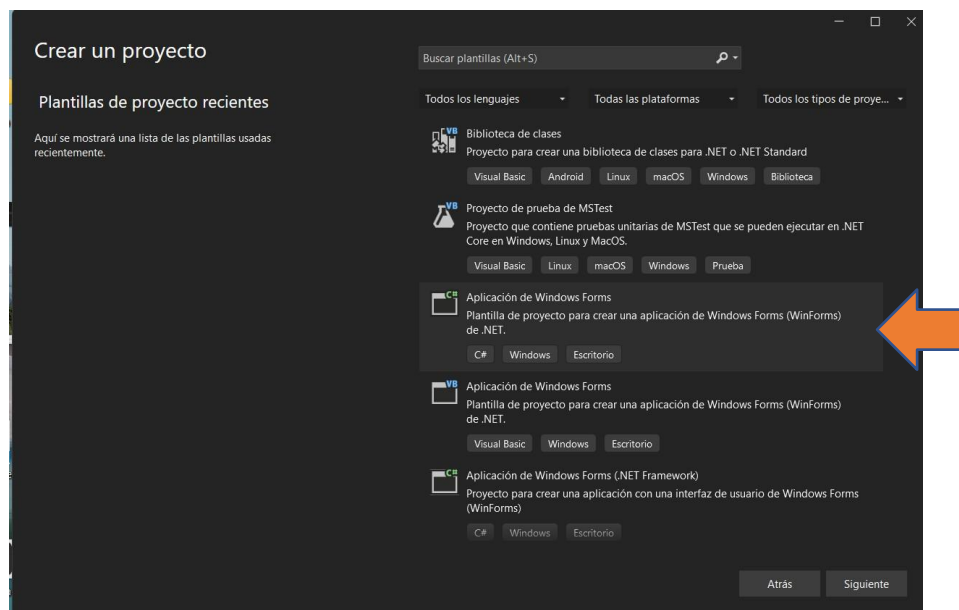 Crear un proyecto
Buscar plantillas (Alt+S)
Plantillas de proyecto recientes
Aquí se mostrará una lista de las plantillas usadas
recientemente.
Todos los lenguajes
Todas las plataformas
Todos los tipos de proye...
VB
Biblioteca de clases
Proyecto para crear una biblioteca de clases para .NET o .NET Standard
Visual Basic Android Linux macOS Windows Biblioteca
VB
Proyecto de prueba de MSTest
Proyecto que contiene pruebas unitarias de MSTest que se pueden ejecutar en .NET
Core en Windows, Linux y MacOS.
Visual Basic Linux macOS Windows Prueba
C#
Aplicación de Windows Forms
Plantilla de proyecto para crear una aplicación de Windows Forms (WinForms)
de .NET.
C# Windows Escritorio
VB
Aplicación de Windows Forms
Plantilla de proyecto para crear una aplicación de Windows Forms (WinForms)
de .NET.
Visual Basic Windows Escritorio
C#
Aplicación de Windows Forms (.NET Framework)
Proyecto para crear una aplicación con una interfaz de usuario de Windows Forms
(WinForms)
C# Windows Escritorio
Atrás Siguiente